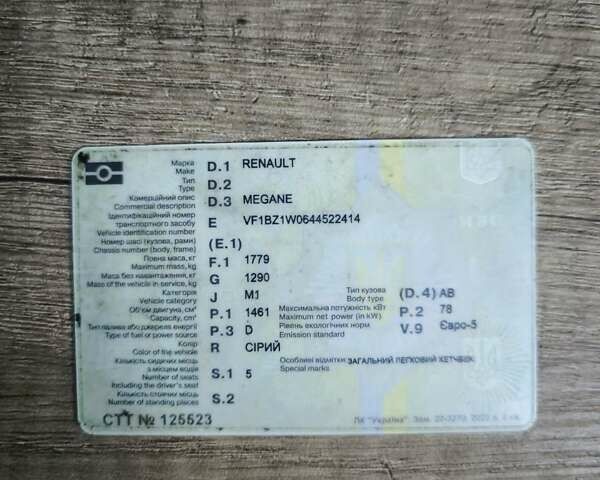 Марка D.1 RENAULT
Make
Тип D.2
Type
Комерційний опис D.3 MEGANE
Commercial description
Ідентифікаційний номер
транспортного засобу E VF1BZ1W0644522414
Vehicle identification number
Номер шасі (кузова, рами) (E.1)
Chassis number (body, frame)
Повна маса, кг F.1 1779
Maximum mass, kg
Маса без навантаження, кг G 1290
Mass of the vehicle in service, kg
Категорія J M1 Тип кузова (D.4) AB
Vehicle category Body type
Об'єм двигуна, см³ P.1 1461 Максимальна потужність кВт P.2 78
Capacity, cm³ Maximum net power (in kW)
Тип палива або джерела енергії P.3 D Рівень екологічних норм V.9 Євро-5
Type of fuel or power source Emission standard
Колір R СІРИЙ
Color of the vehicle
Кількість сидячих місць Особливі відмітки: ЗАГАЛЬНИЙ ЛЕГКОВИЙ ХЕТЧБЕК
з місцем водія S.1 5 Special marks
Number of seats
Including the driver's seat
Кількість стоячих місць S.2
Number of standing places
СТТ № 125523
ПК "Україна". Зам.